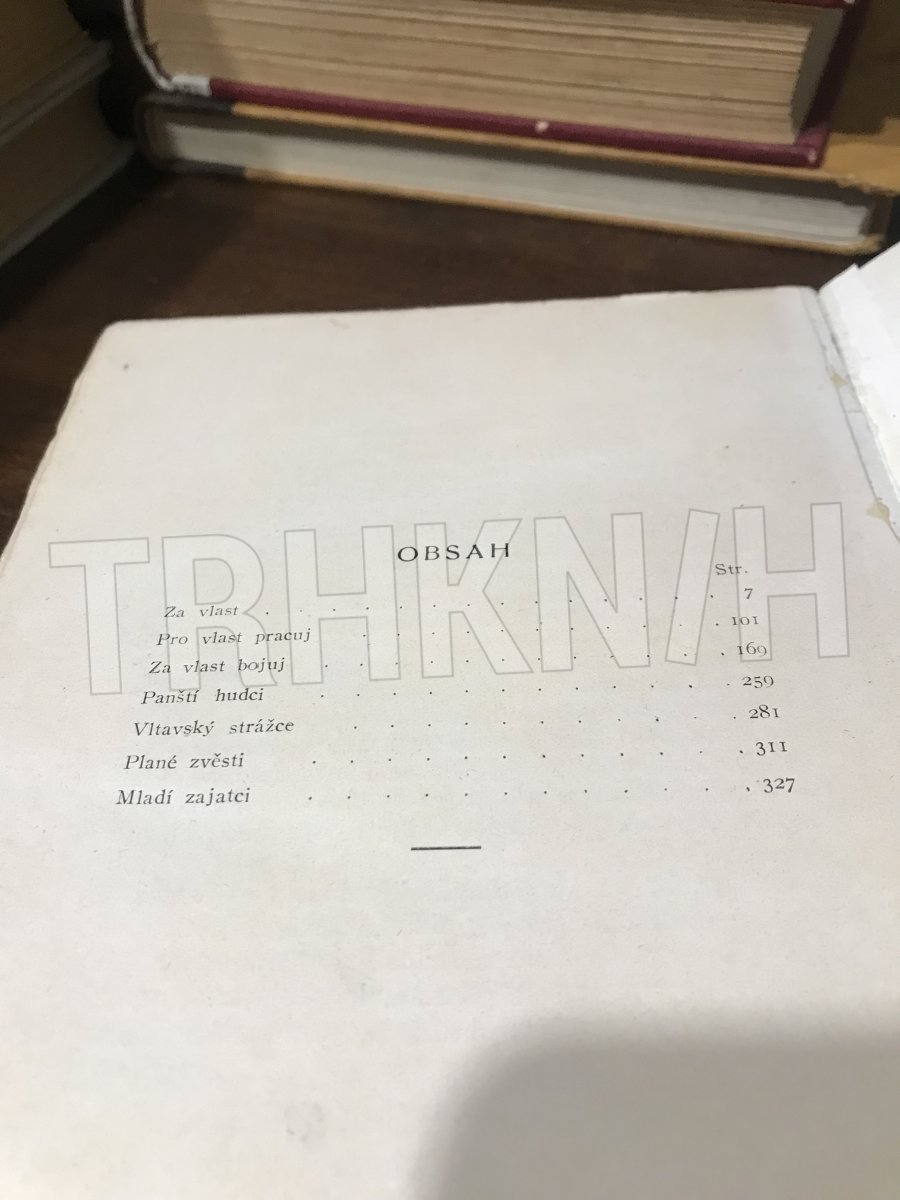 TRHKN/H
OBSAH
Str.
Za vlast . . . . . . . . . . . . . . 7
Pro vlast pracuj . . . . . . . . . . . 101
Za vlast bojuj . . . . . . . . . . . . 169
Panští hudci . . . . . . . . . . . . 259
Vltavský strážce . . . . . . . . . . . 281
Plané zvěsti . . . . . . . . . . . . 311
Mladí zajatci . . . . . . . . . . . . 327